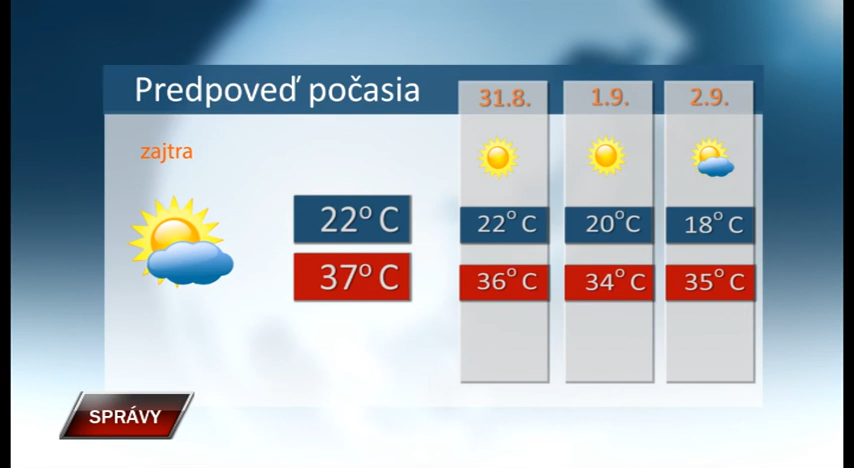 Predpoveď počasia
zajtra
22° C
37° C
31.8. 1.9. 2.9.
22° C 20°C 18° C
36° C 34° C 35° C
SPRÁVY